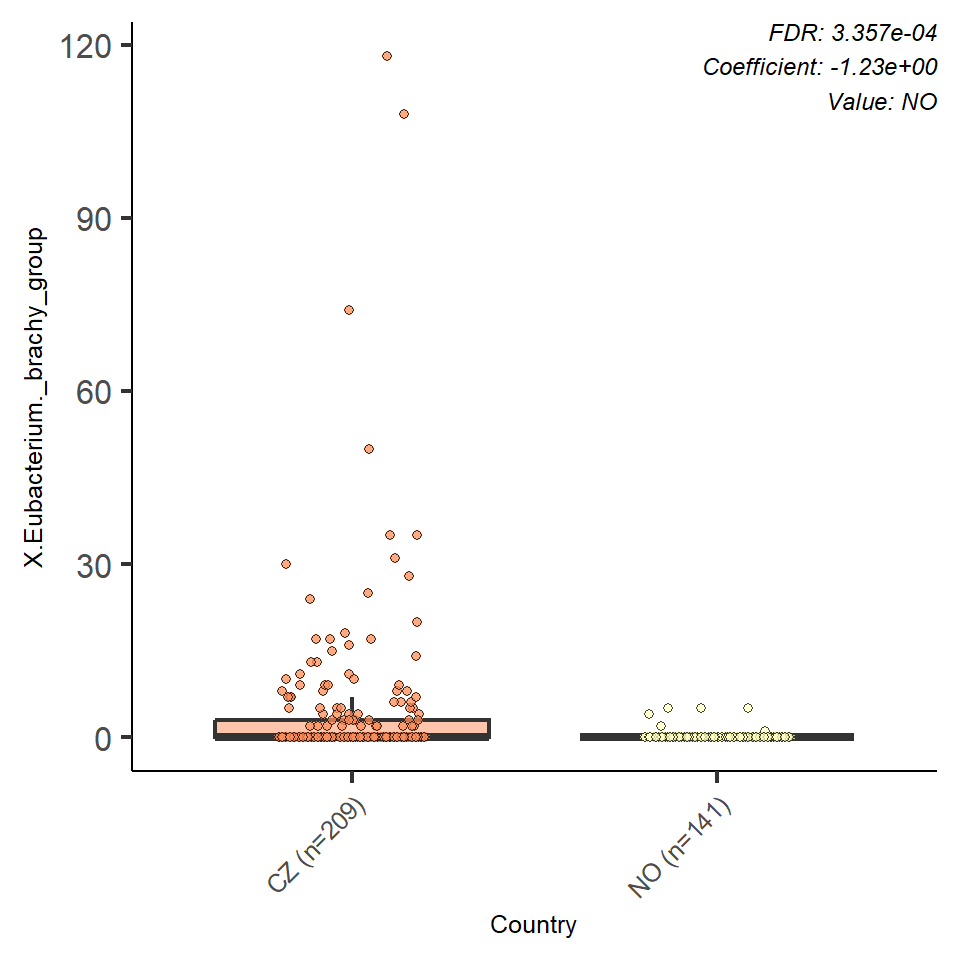 FDR: 3.357e-04
Coefficient: -1.23e+00
Value: NO
120
90
60
30
0
X.Eubacterium._brachy_group
CZ (n=209)
NO (n=141)
Country